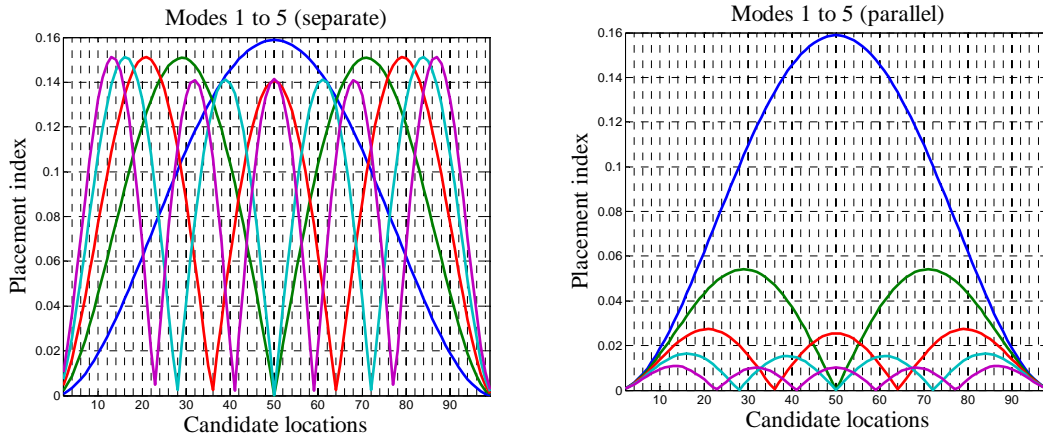 Modes 1 to 5 (separate)
0.16
0.14
0.12
0.1
0.08
0.06
0.04
0.02
0
10 20 30 40 50 60 70 80 90
Placement index
Candidate locations
Modes 1 to 5 (parallel)
0.16
0.14
0.12
0.1
0.08
0.06
0.04
0.02
0
10 20 30 40 50 60 70 80 90
Placement index
Candidate locations